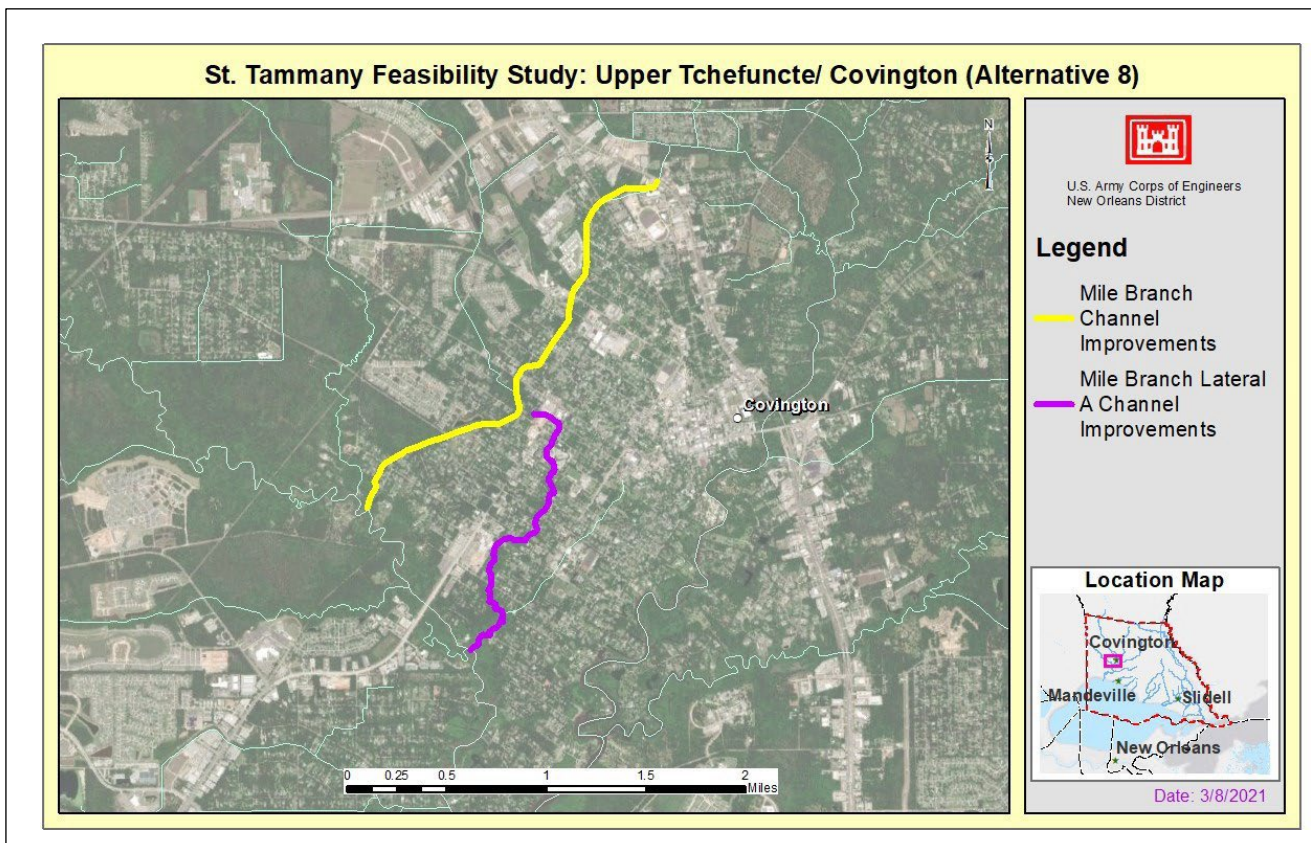 St. Tammany Feasibility Study: Upper Tchefuncte/ Covington (Alternative 8)
N
Covington
0 0.25 0.5 1 1.5 2
Miles
U.S. Army Corps of Engineers
New Orleans District
Legend
Mile Branch
Channel
Improvements
Mile Branch Lateral
A Channel
Improvements
Location Map
Covington
Mandeville
Slidell
New Orleans
Date: 3/8/2021